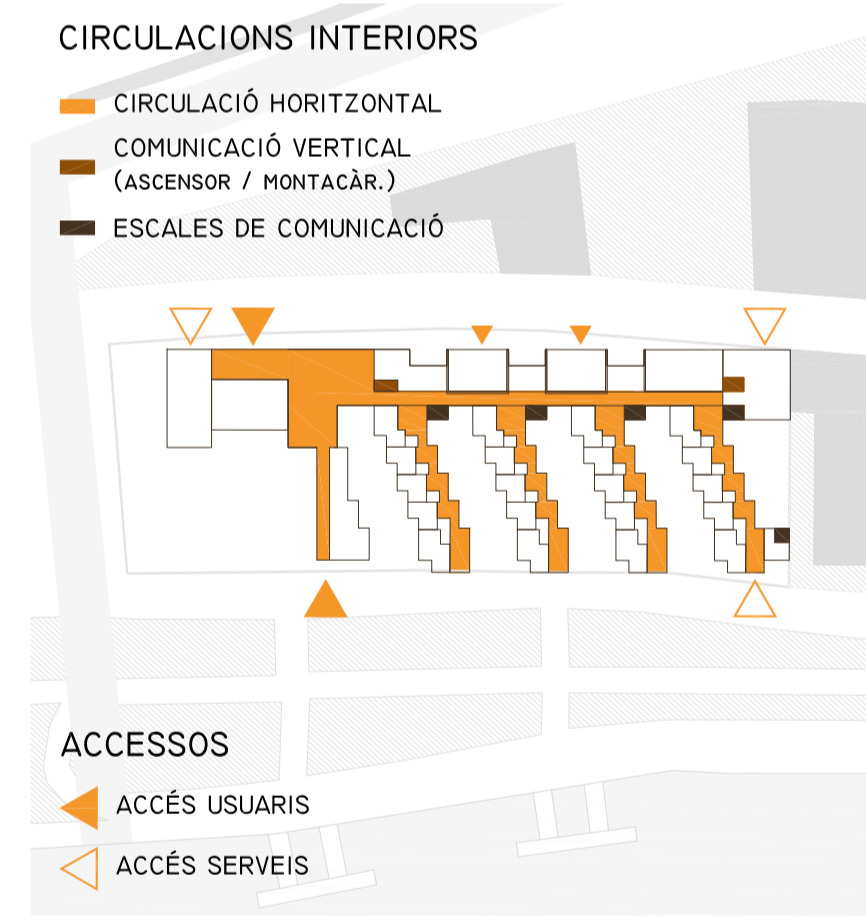 CIRCULACIONS INTERIORS
CIRCULACIÓ HORITZONTAL
COMUNICACIÓ VERTICAL
(ASCENSOR / MONTACÀR.)
ESCALES DE COMUNICACIÓ
ACCESSOS
ACCÉS USUARIS
ACCÉS SERVEIS